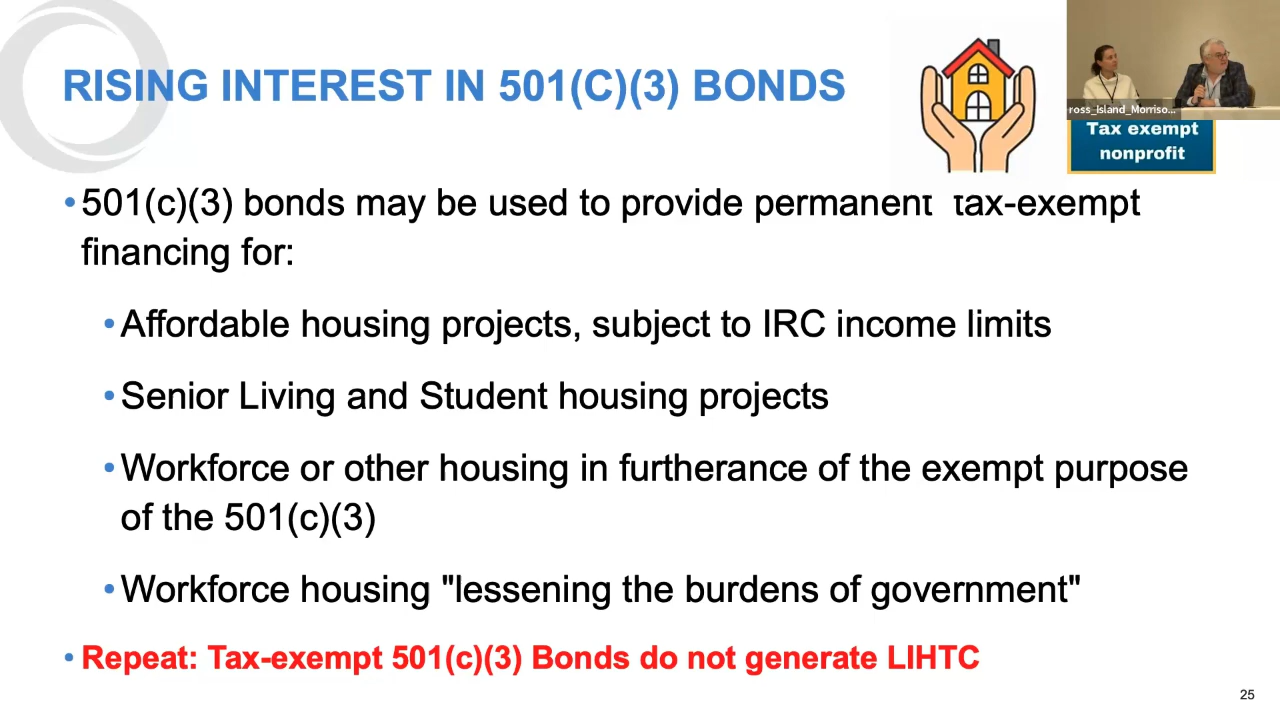 RISING INTEREST IN 501(C)(3) BONDS
ross_Island_Morriso...
Tax exempt
nonprofit
•501(c)(3) bonds may be used to provide permanent tax-exempt
financing for:
•Affordable housing projects, subject to IRC income limits
•Senior Living and Student housing projects
•Workforce or other housing in furtherance of the exempt purpose
of the 501(c)(3)
•Workforce housing "lessening the burdens of government"
•Repeat: Tax-exempt 501(c)(3) Bonds do not generate LIHTC
25